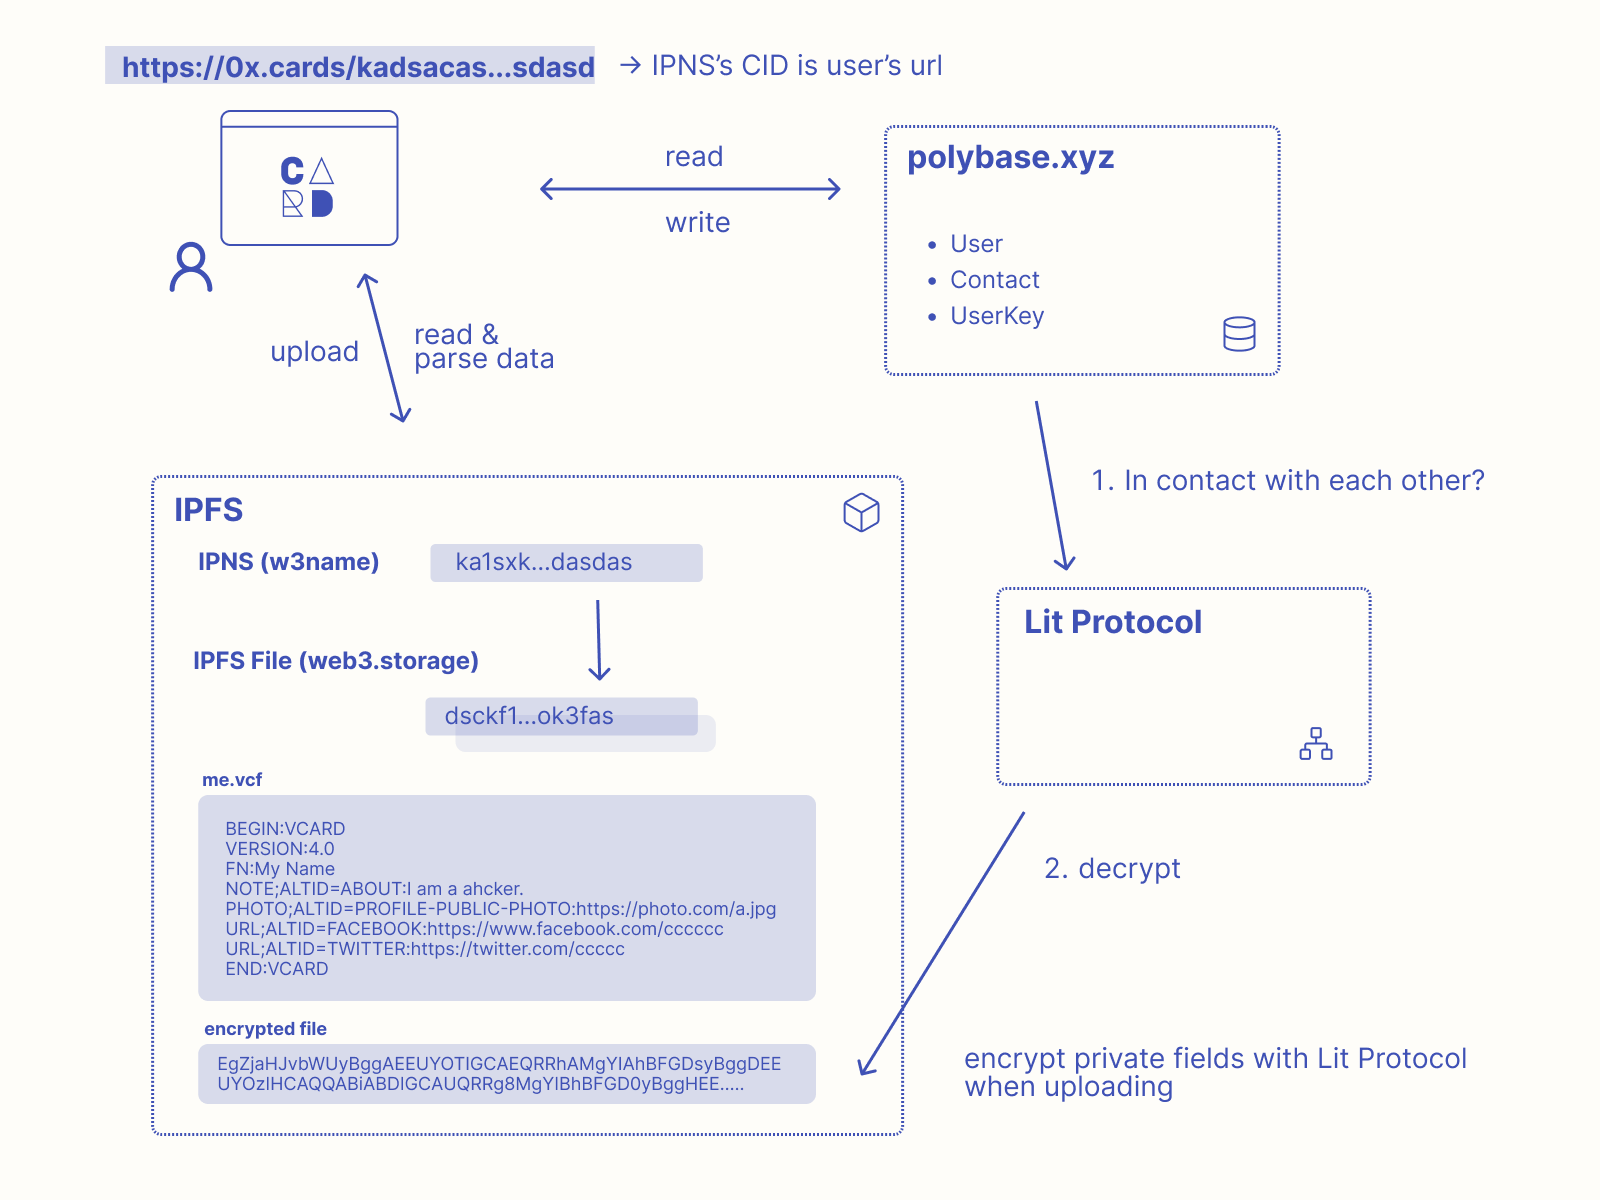 https://0x.cards/kadsacas...sdasd → IPNS’s CID is user’s url
CA
RD
read
write
polybase.xyz
• User
• Contact
• UserKey
upload
read &
parse data
1. In contact with each other?
IPFS
IPNS (w3name) ka1sxk...dasdas
IPFS File (web3.storage)
dsckf1...ok3fas
me.vcf
BEGIN:VCARD
VERSION:4.0
FN:My Name
NOTE;ALTID=ABOUT:I am a ahcker.
PHOTO;ALTID=PROFILE-PUBLIC-PHOTO:https://photo.com/a.jpg
URL;ALTID=FACEBOOK:https://www.facebook.com/cccccc
URL;ALTID=TWITTER:https://twitter.com/ccccc
END:VCARD
encrypted file
EgZjaHJvbWUyBggAEEUYOTIGCAEQRRhAMgYIAhBFGDsyBggDEE
UYOzIHCAQQABiABDIGCAUQRRg8MgYIBhBFGD0yBggHEE.....
Lit Protocol
2. decrypt
encrypt private fields with Lit Protocol
when uploading